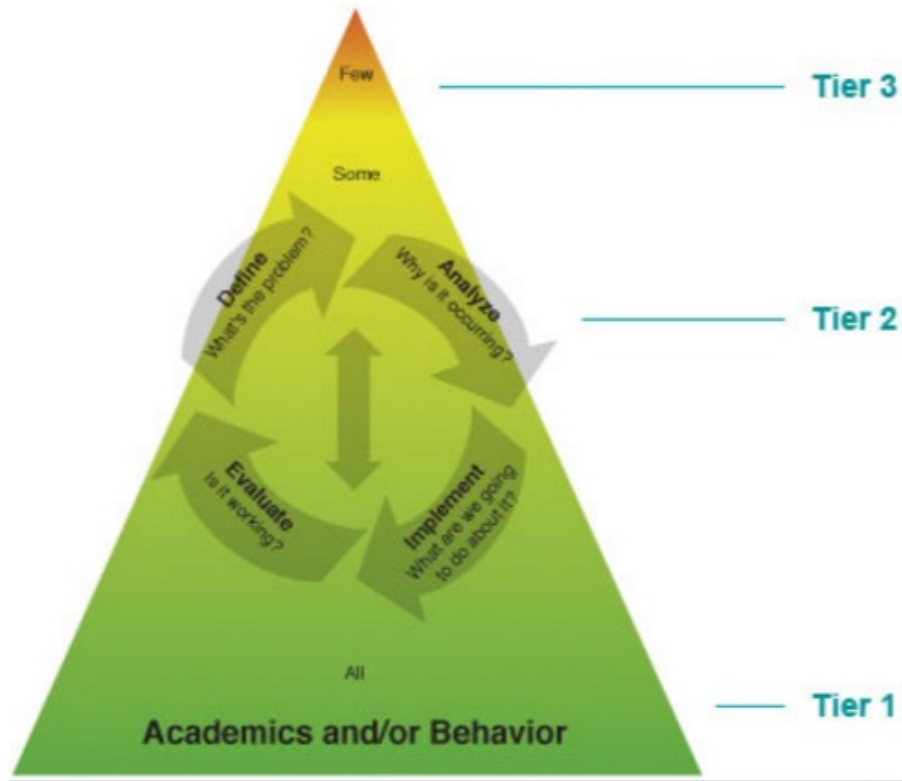 Few
Tier 3
Some
Define
What's the problem?
Analyze
Why is it occurring?
Tier 2
Implement
What are we going
to do about it?
Evaluate
Is it working?
All
Tier 1
Academics and/or Behavior